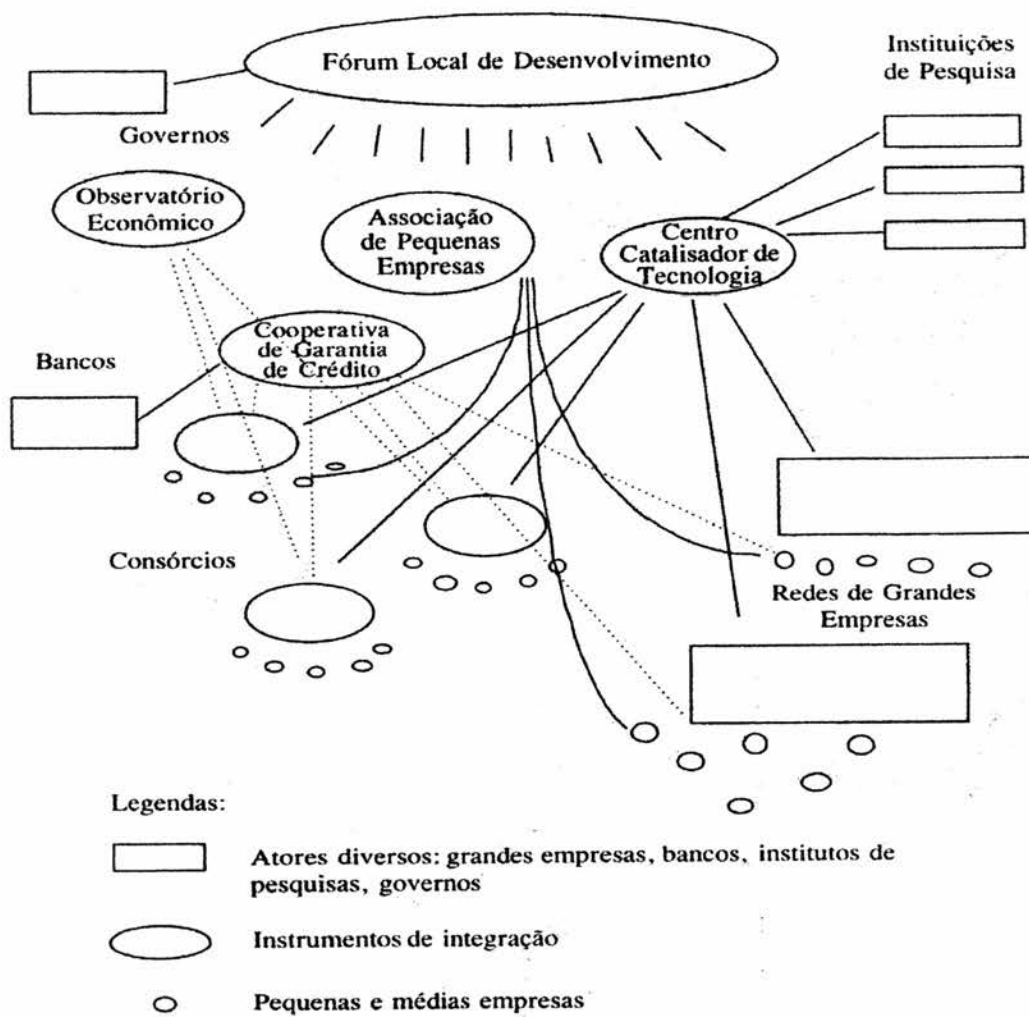 Fórum Local de Desenvolvimento
Instituições
de Pesquisa
Governos
Observatório
Econômico
Associação
de Pequenas
Empresas
Centro
Catalisador de
Tecnologia
Cooperativa
de Garantia
de Crédito
Bancos
Consórcios
Redes de Grandes
Empresas
Legendas:
Atores diversos: grandes empresas, bancos, institutos de
pesquisas, governos
Instrumentos de integração
Pequenas e médias empresas